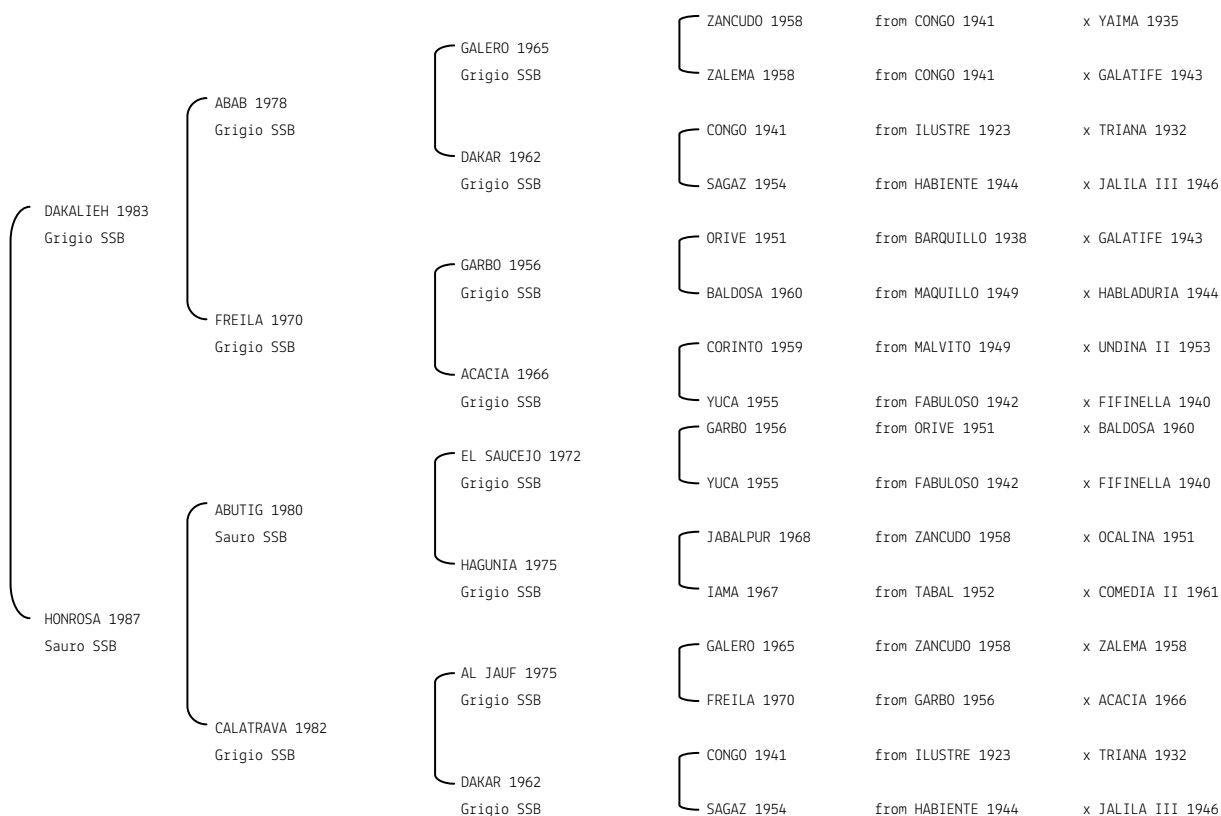 ZANCUDO 1958 from CONGO 1941 x YAIMA 1935
GALERO 1965
Grigio SSB ZALEMA 1958 from CONGO 1941 x GALATIFE 1943
ABAB 1978
Grigio SSB CONGO 1941 from ILUSTRE 1923 x TRIANA 1932
DAKAR 1962
Grigio SSB SAGAZ 1954 from HABIENTE 1944 x JALILA III 1946
DAKALIEH 1983
Grigio SSB ORIVE 1951 from BARQUILLO 1938 x GALATIFE 1943
GARBO 1956
Grigio SSB BALDOSA 1960 from MAQUILLO 1949 x HABLADURIA 1944
FREILA 1970
Grigio SSB CORINTO 1959 from MALVITO 1949 x UNDINA II 1953
ACACIA 1966
Grigio SSB YUCA 1955 from FABULOSO 1942 x FIFINELLA 1940
GARBO 1956 from ORIVE 1951 x BALDOSA 1960
EL SAUCEJO 1972
Grigio SSB YUCA 1955 from FABULOSO 1942 x FIFINELLA 1940
ABUTIG 1980
Sauro SSB JABALPUR 1968 from ZANCUDO 1958 x OCALINA 1951
HAGUNIA 1975
Grigio SSB IAMA 1967 from TABAL 1952 x COMEDIA II 1961
HONROSA 1987
Sauro SSB GALERO 1965 from ZANCUDO 1958 x ZALEMA 1958
AL JAUF 1975
Grigio SSB FREILA 1970 from GARBO 1956 x ACACIA 1966
CALATRAVA 1982
Grigio SSB CONGO 1941 from ILUSTRE 1923 x TRIANA 1932
DAKAR 1962
Grigio SSB SAGAZ 1954 from HABIENTE 1944 x JALILA III 1946